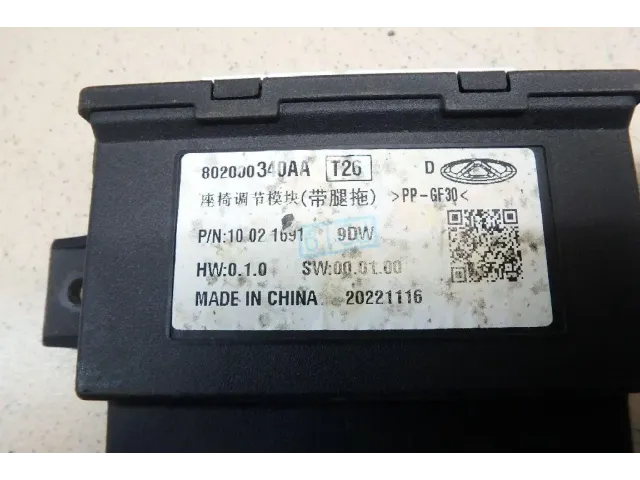 802000340AA T26 D
座椅调节模块(带腿拖) >PP-GF30<
P/N:10 02 1691 9DW
HW:0.1.0 SW:00.01.00
MADE IN CHINA 20221116